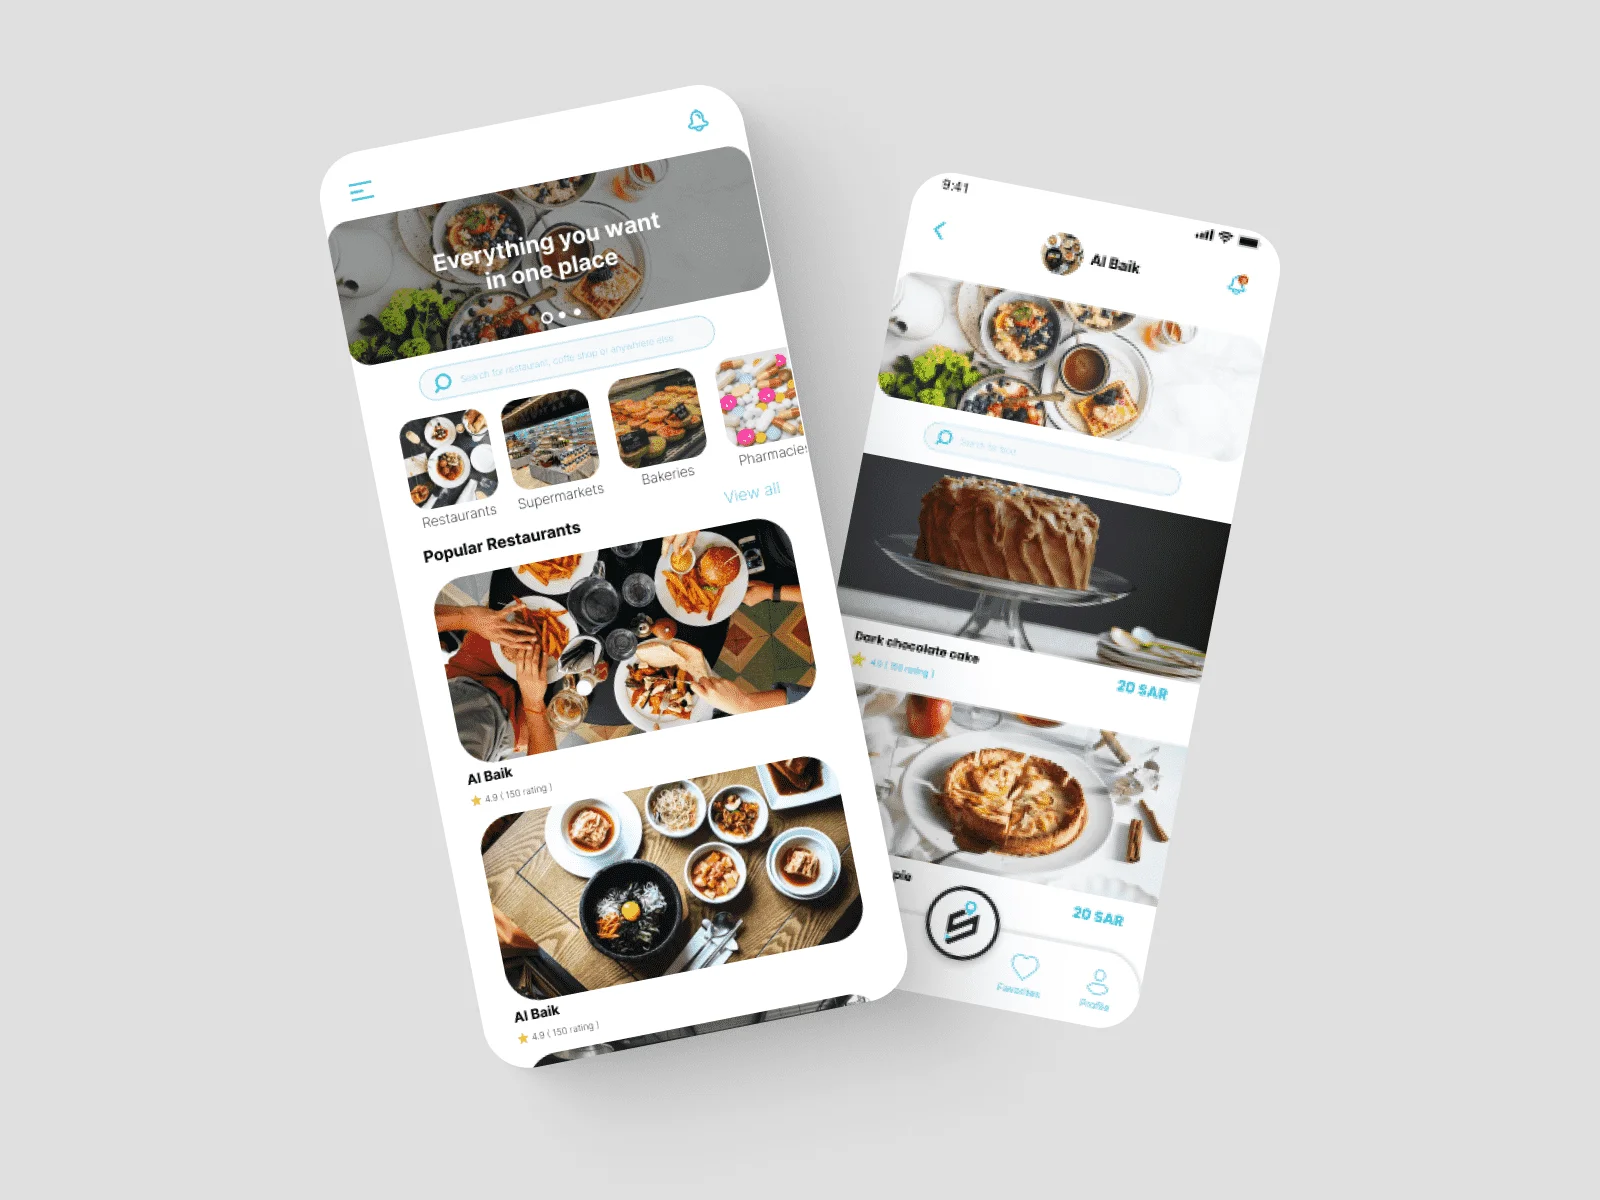 Everything you want
in one place
Search for restaurant, coffe shop or anywhere else
Restaurants
Supermarkets
Bakeries
Pharmacies
View all
Popular Restaurants
Al Baik
4.9 ( 150 rating )
Al Baik
4.9 ( 150 rating )
9:41
Al Baik
Search for
Dark chocolate cake
4.9 ( 150 rating )
20 SAR
pie
20 SAR
Favorites
Profile